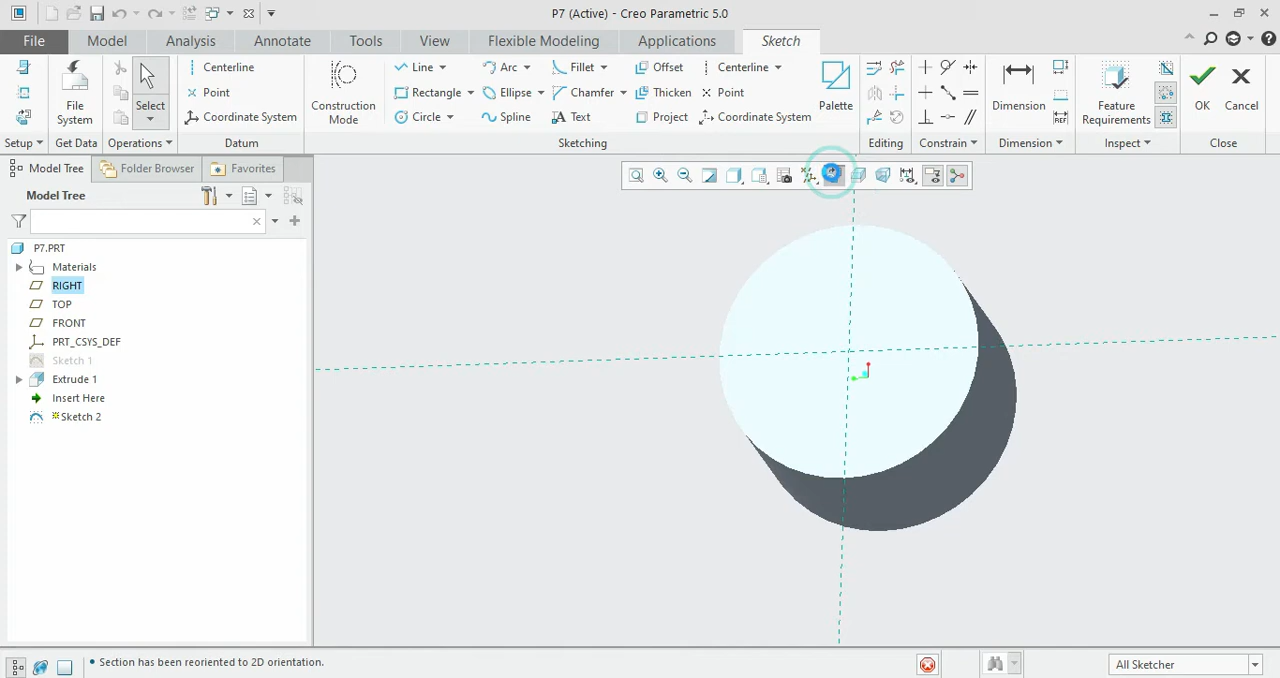 P7 (Active) - Creo Parametric 5.0
File Model Analysis Annotate Tools View Flexible Modeling Applications Sketch
Centerline Line Arc Fillet Offset Centerline
Point Rectangle Ellipse Chamfer Thicken Point
Coordinate System Circle Spline Text Project Coordinate System
File System Select Construction Mode Palette Dimension REF Feature Requirements OK Cancel
Setup Get Data Operations Datum Sketching Editing Constrain Dimension Inspect Close
Model Tree Folder Browser Favorites
Model Tree
P7.PRT
Materials
RIGHT
TOP
FRONT
PRT_CSYS_DEF
Sketch 1
Extrude 1
Insert Here
Sketch 2
Section has been reoriented to 2D orientation.
All Sketcher